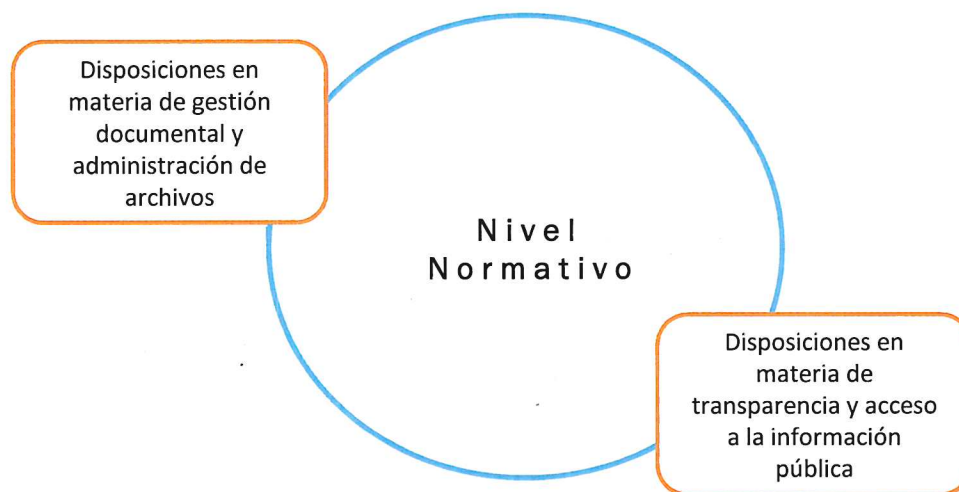 Disposiciones en
materia de gestión
documental y
administración de
archivos
Nivel
Normativo
Disposiciones en
materia de
transparencia y acceso
a la información
pública